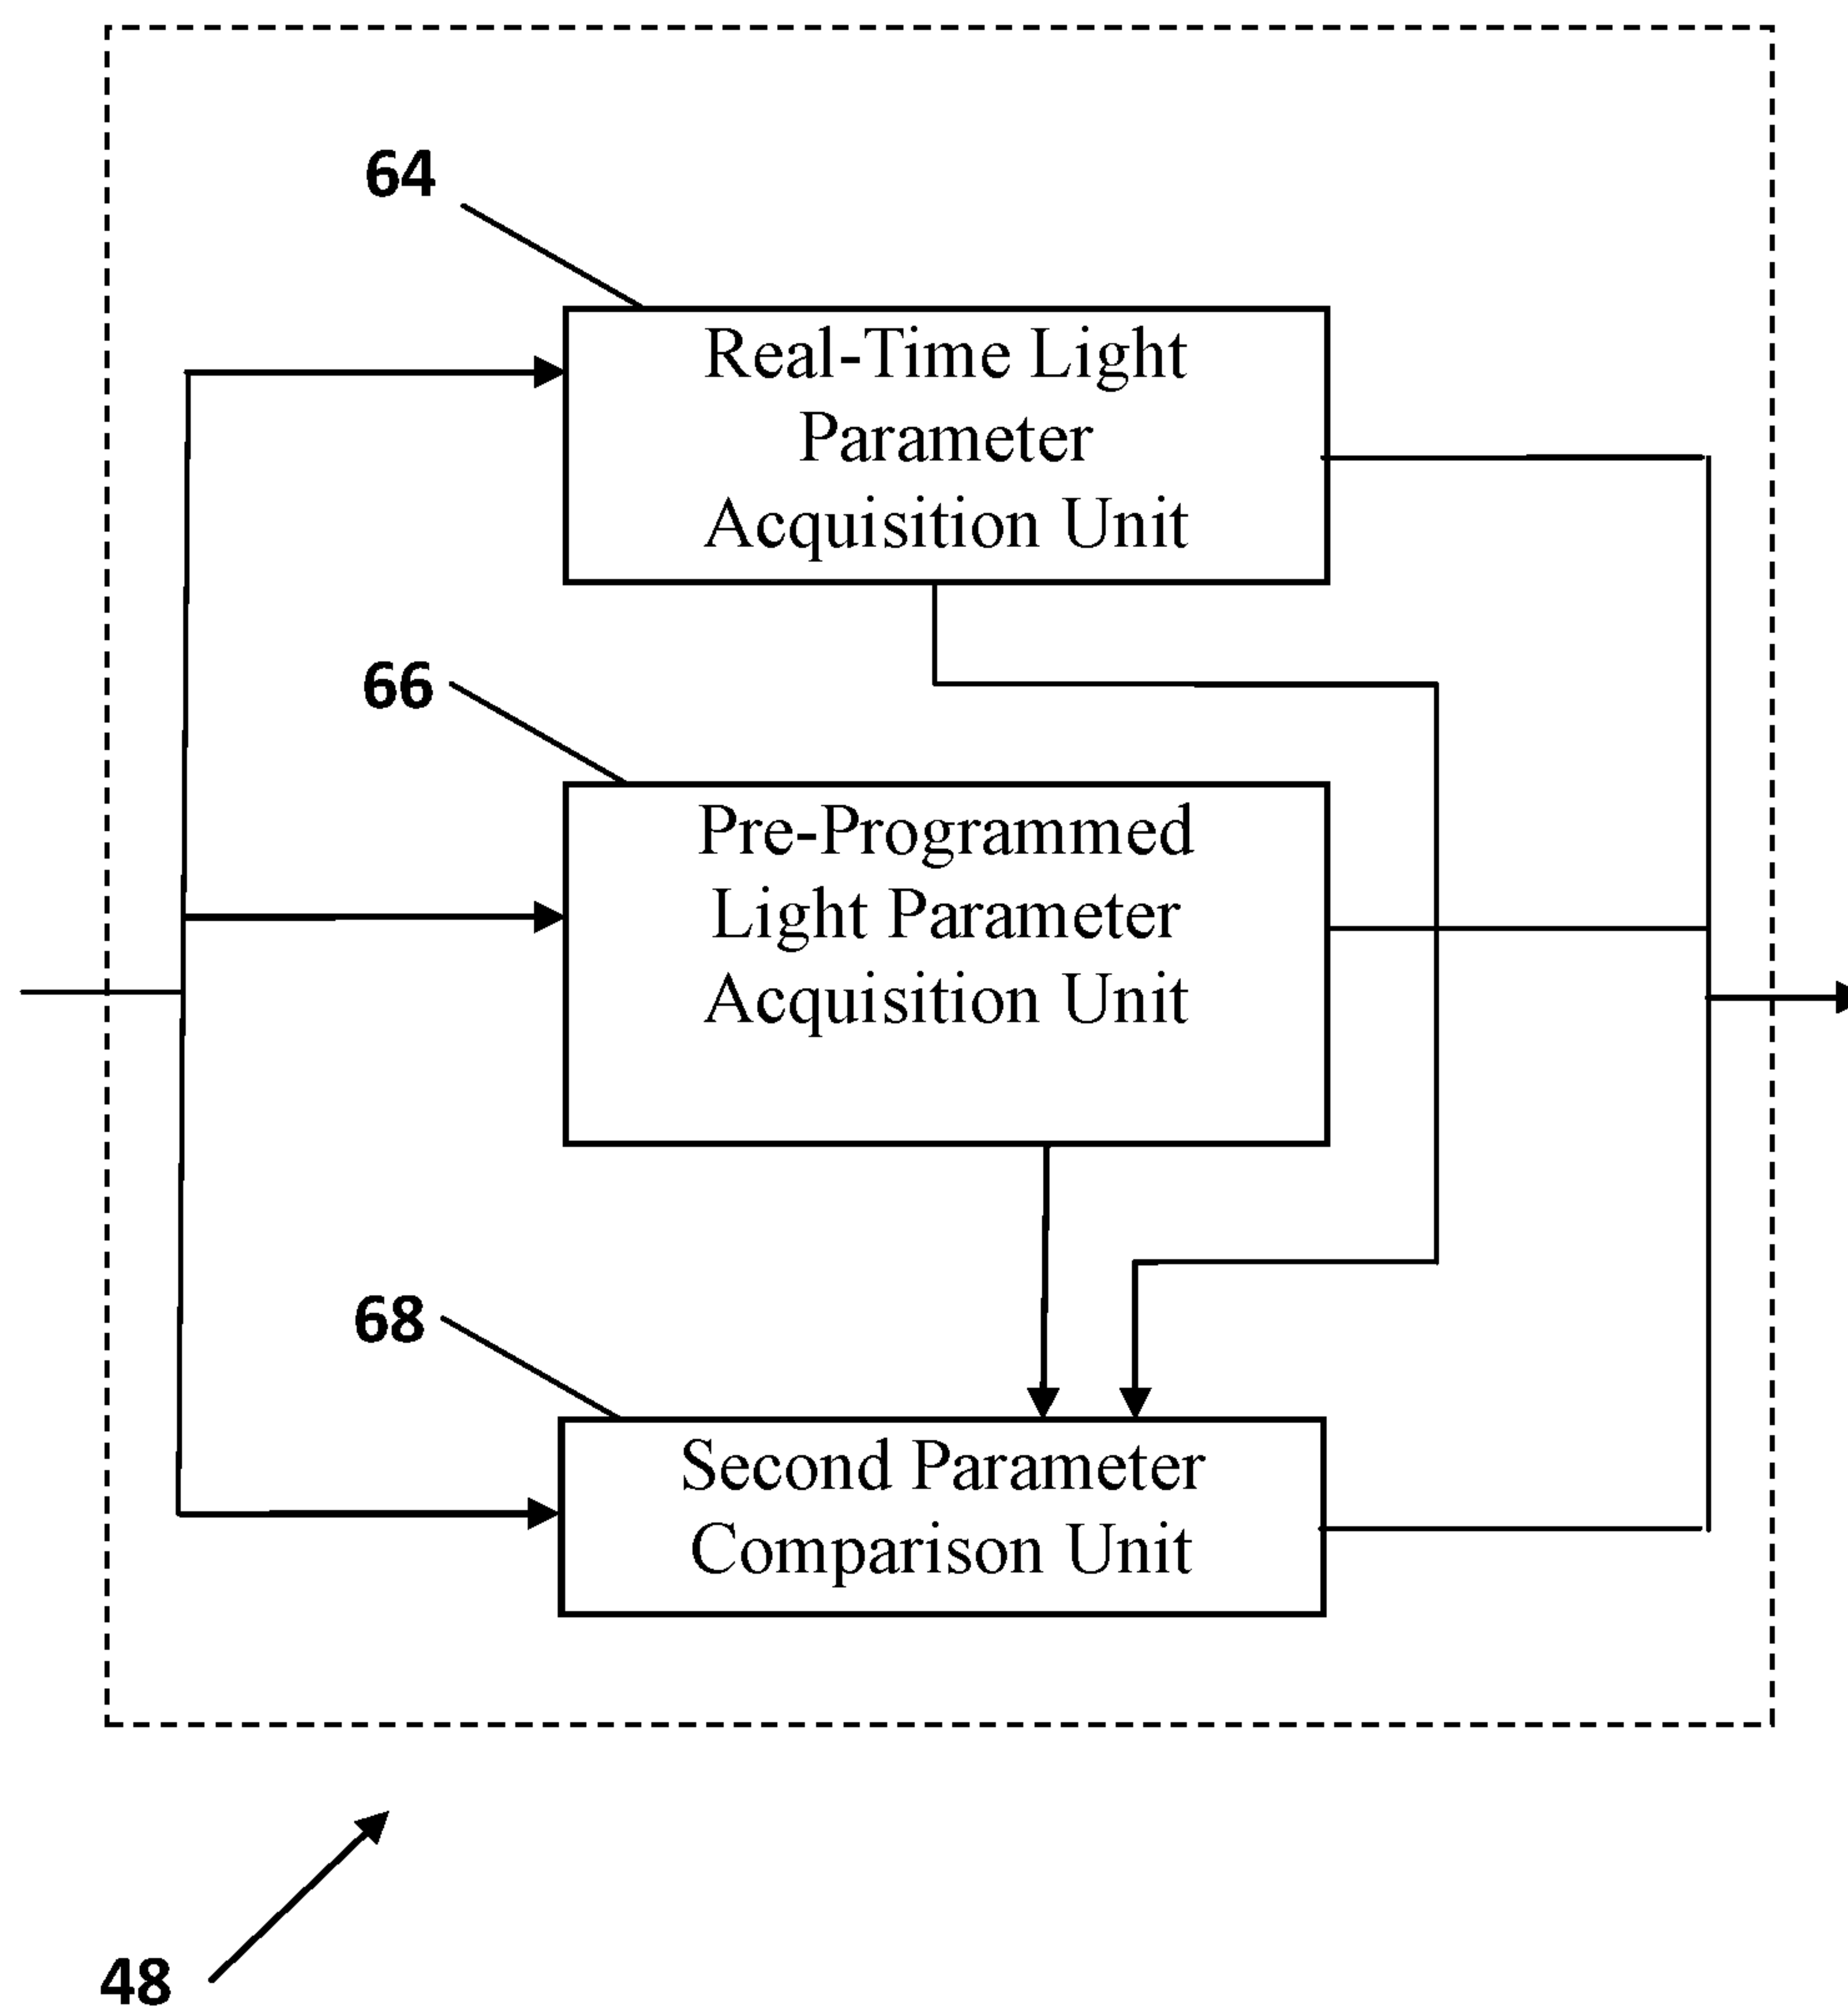 64
Real-Time Light
Parameter
Acquisition Unit
66
Pre-Programmed
Light Parameter
Acquisition Unit
68
Second Parameter
Comparison Unit
48